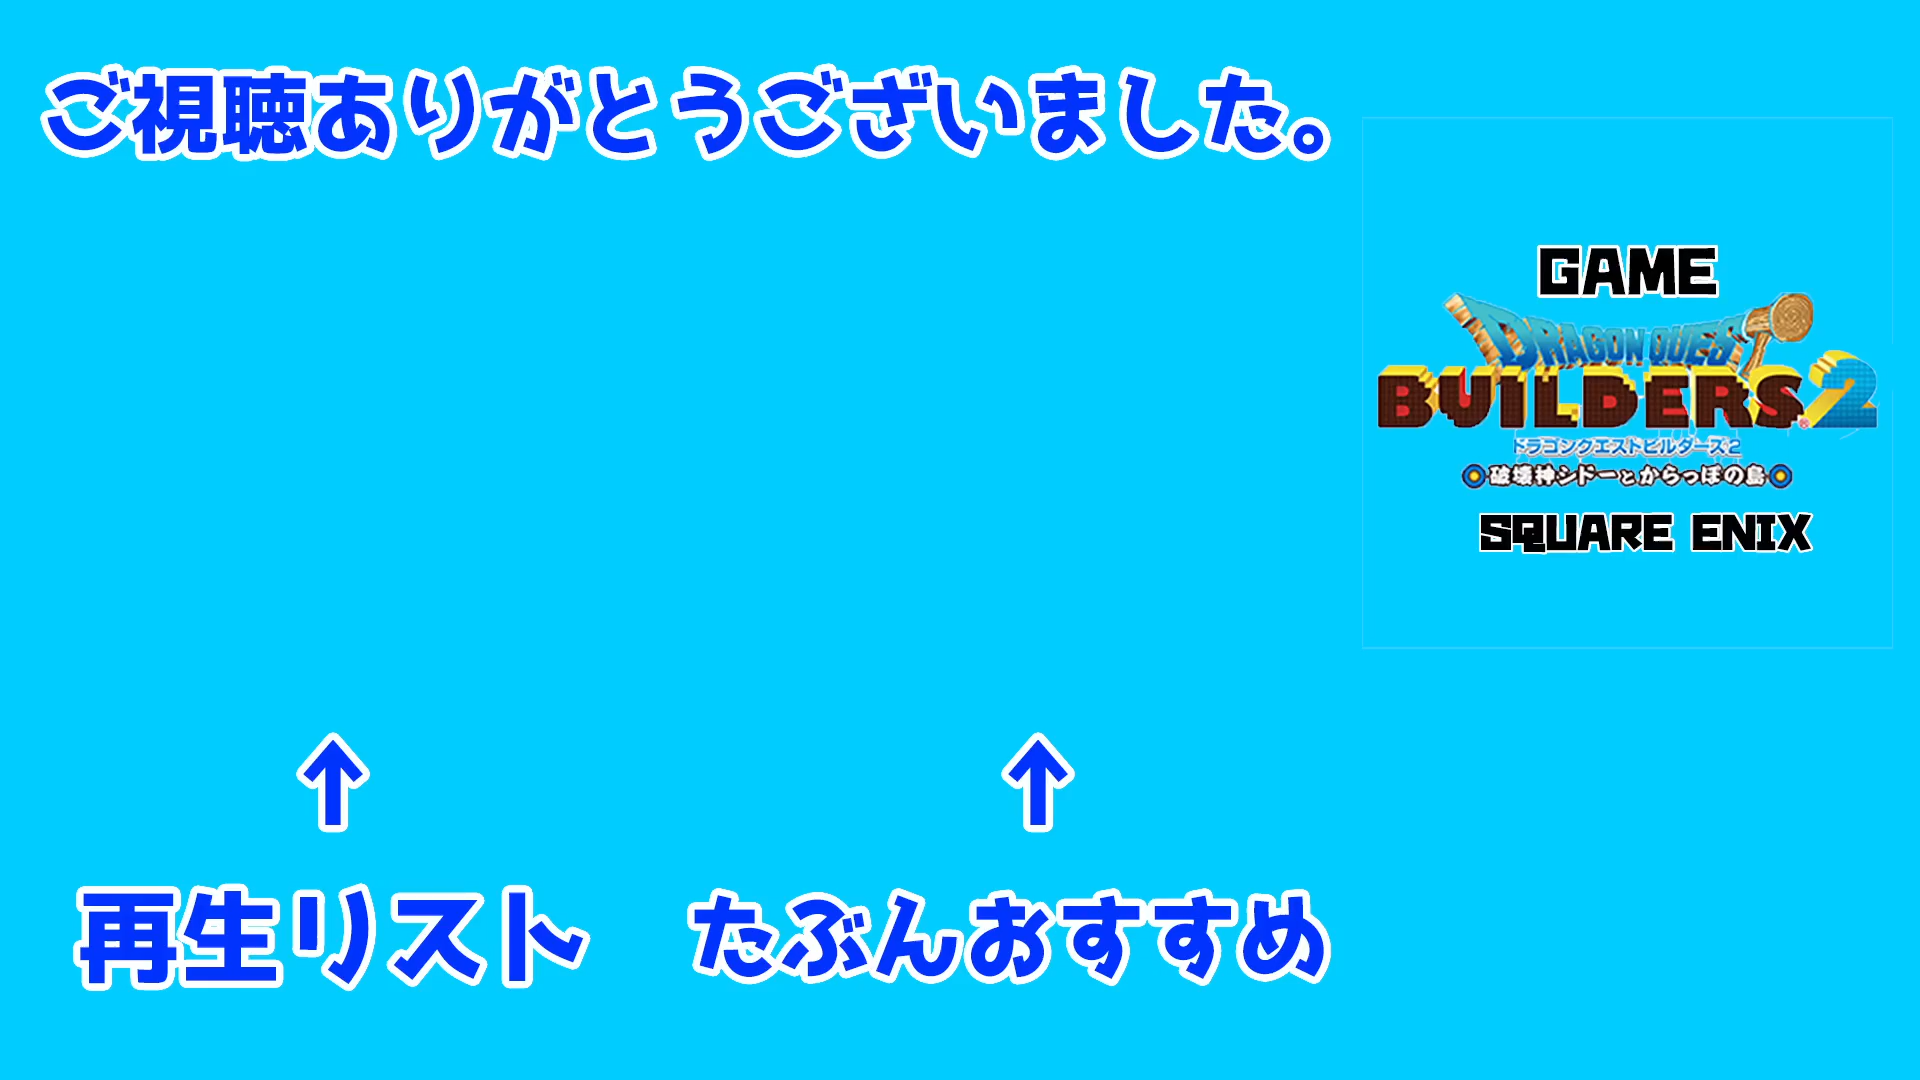 ご視聴ありがとうございました。
GAME
DRAGON QUEST
BUILDERS 2
ドラゴンクエストビルダーズ2
破壊神シドーとからっぽの島
SQUARE ENIX
↑ ↑
再生リスト たぶんおすすめ